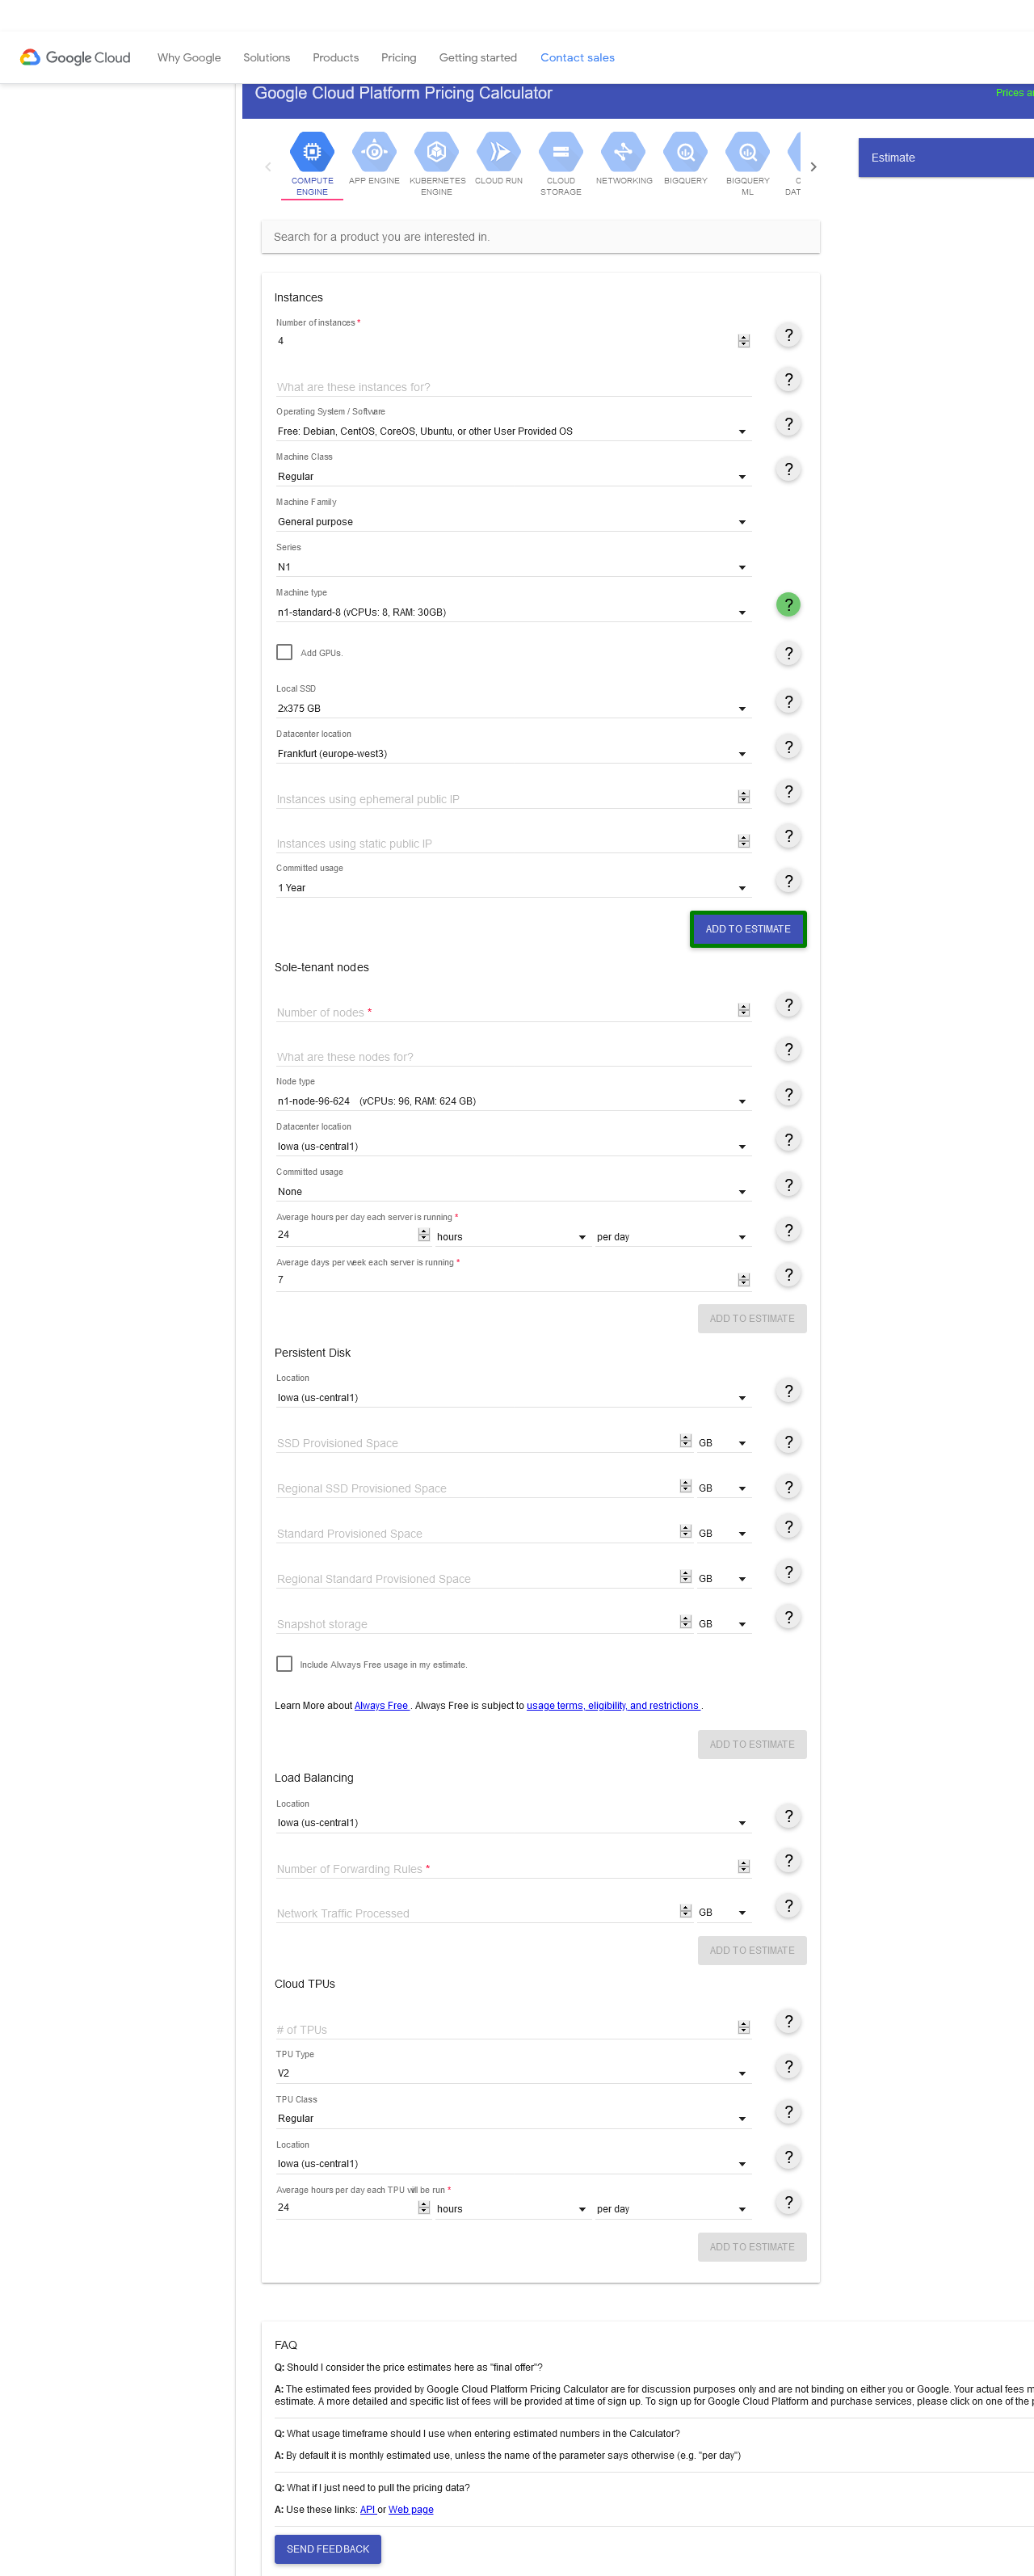 Google Cloud Why Google Solutions Products Pricing Getting started Contact sales
Google Cloud Platform Pricing Calculator
Prices
COMPUTE ENGINE
APP ENGINE
KUBERNETES ENGINE
CLOUD RUN
CLOUD STORAGE
NETWORKING
BIGQUERY
BIGQUERY ML
Estimate
Search for a product you are interested in.
Instances
Number of instances *
4
?
What are these instances for?
?
Operating System / Software
Free: Debian, CentOS, CoreOS, Ubuntu, or other User Provided OS
?
Machine Class
Regular
?
Machine Family
General purpose
Series
N1
Machine type
n1-standard-8 (vCPUs: 8, RAM: 30GB)
?
Add GPUs.
?
Local SSD
2x375 GB
?
Datacenter location
Frankfurt (europe-west3)
?
Instances using ephemeral public IP
?
Instances using static public IP
?
Committed usage
1 Year
?
ADD TO ESTIMATE
Sole-tenant nodes
Number of nodes *
?
What are these nodes for?
?
Node type
n1-node-96-624 (vCPUs: 96, RAM: 624 GB)
?
Datacenter location
Iowa (us-central1)
?
Committed usage
None
?
Average hours per day each server is running *
24 hours per day
?
Average days per week each server is running *
7
?
ADD TO ESTIMATE
Persistent Disk
Location
Iowa (us-central1)
?
SSD Provisioned Space GB
?
Regional SSD Provisioned Space GB
?
Standard Provisioned Space GB
?
Regional Standard Provisioned Space GB
?
Snapshot storage GB
?
Include Always Free usage in my estimate.
Learn More about Always Free . Always Free is subject to usage terms, eligibility, and restrictions .
ADD TO ESTIMATE
Load Balancing
Location
Iowa (us-central1)
?
Number of Forwarding Rules *
?
Network Traffic Processed GB
?
ADD TO ESTIMATE
Cloud TPUs
# of TPUs
?
TPU Type
V2
?
TPU Class
Regular
?
Location
Iowa (us-central1)
?
Average hours per day each TPU will be run *
24 hours per day
?
ADD TO ESTIMATE
FAQ
Q: Should I consider the price estimates here as "final offer"?
A: The estimated fees provided by Google Cloud Platform Pricing Calculator are for discussion purposes only and are not binding on either you or Google. Your actual fees
estimate. A more detailed and specific list of fees will be provided at time of sign up. To sign up for Google Cloud Platform and purchase services, please click on one of the
Q: What usage timeframe should I use when entering estimated numbers in the Calculator?
A: By default it is monthly estimated use, unless the name of the parameter says otherwise (e.g. "per day")
Q: What if I just need to pull the pricing data?
A: Use these links: API or Web page
SEND FEEDBACK